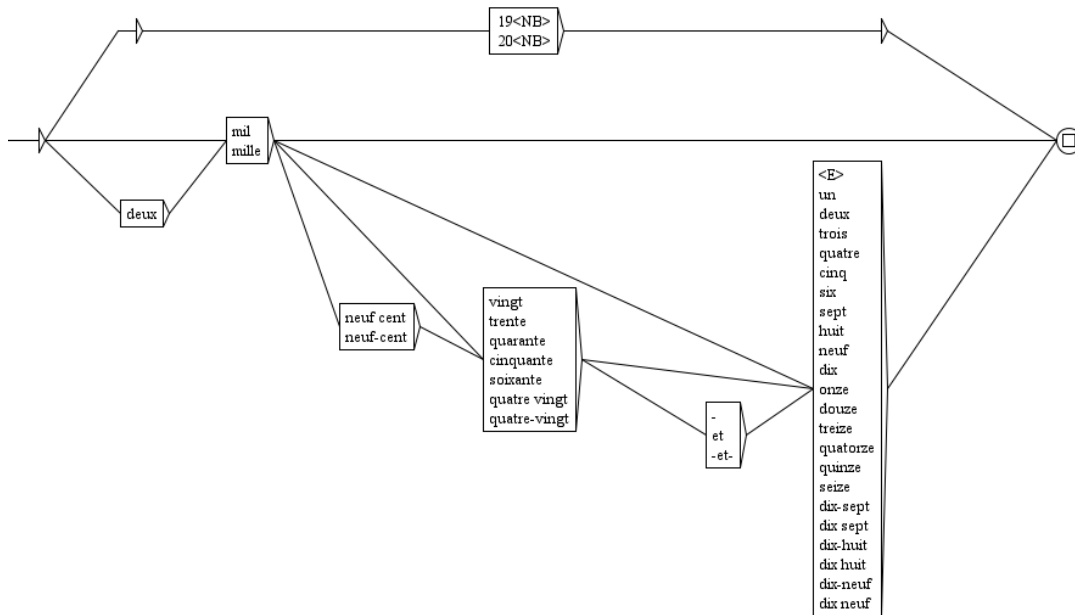 19<NB>
20<NB>
mil
mille
deux
neuf cent
neuf-cent
vingt
trente
quarante
cinquante
soixante
quatre vingt
quatre-vingt
-
et
-et-
<E>
un
deux
trois
quatre
cinq
six
sept
huit
neuf
dix
onze
douze
treize
quatorze
quinze
seize
dix-sept
dix sept
dix-huit
dix huit
dix-neuf
dix neuf